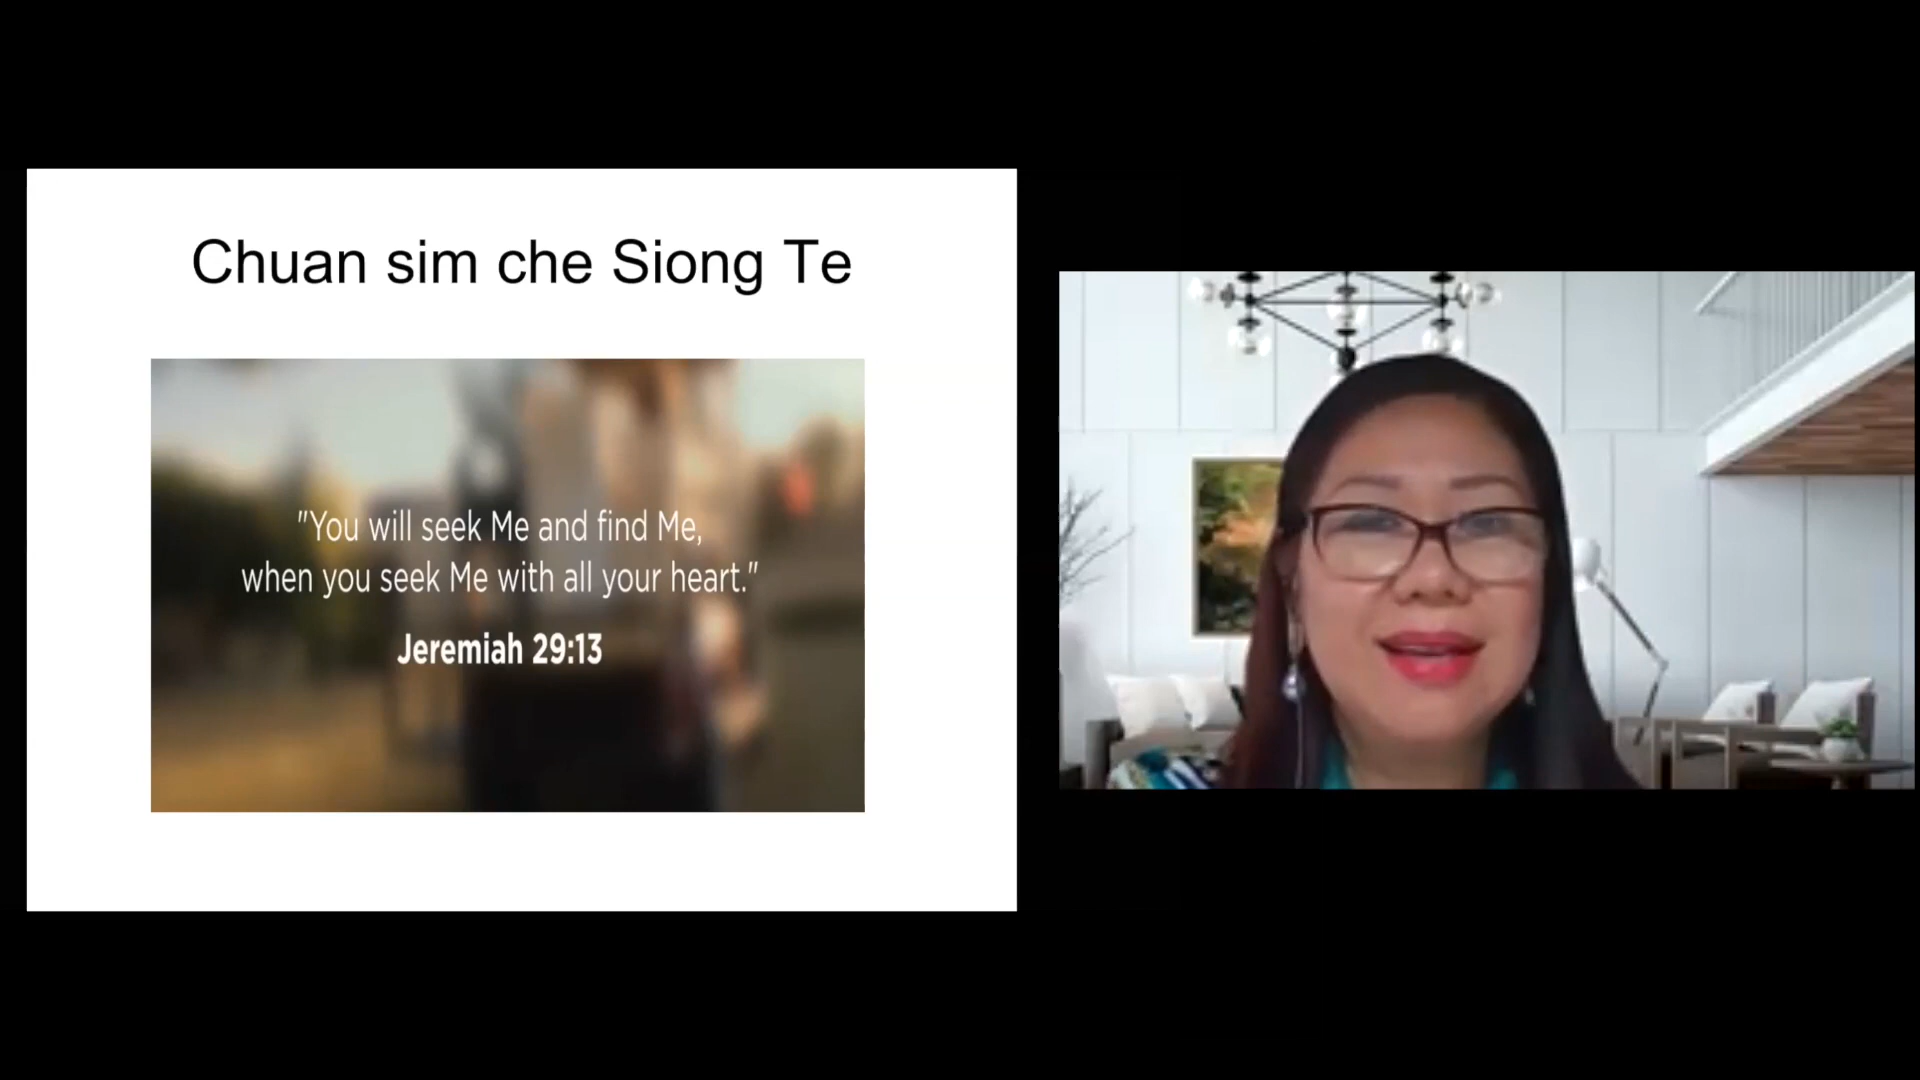 Chuan sim che Siong Te
"You will seek Me and find Me,
when you seek Me with all your heart."
Jeremiah 29:13